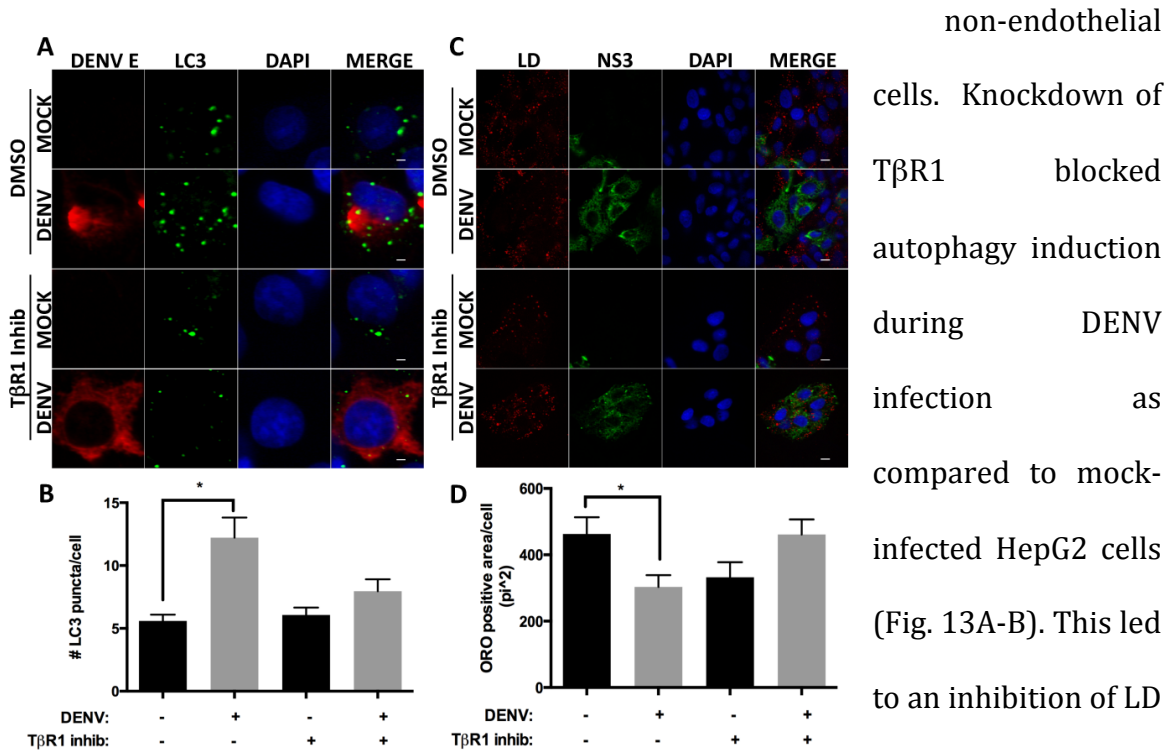 A
DENV E LC3 DAPI MERGE
DMSO
MOCK
DENV
TβR1 Inhib
MOCK
DENV
B
# LC3 puncta/cell
15
10
5
0
*
DENV: - + - +
TβR1 inhib: - - + +
C
LD NS3 DAPI MERGE
DMSO
MOCK
DENV
TβR1 Inhib
MOCK
DENV
D
ORO positive area/cell
(pi^2)
600
400
200
0
*
DENV: - + - +
TβR1 inhib: - - + +
non-endothelial
cells. Knockdown of
TβR1 blocked
autophagy induction
during DENV
infection as
compared to mock-
infected HepG2 cells
(Fig. 13A-B). This led
to an inhibition of LD